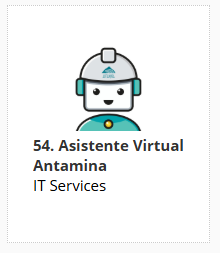 54. Asistente Virtual
Antamina
IT Services